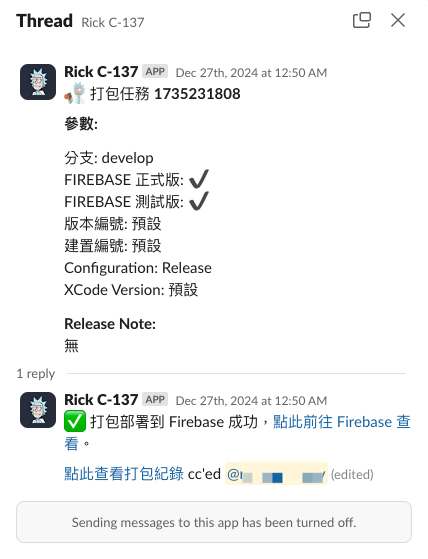 Thread Rick C-137
Rick C-137 APP Dec 27th, 2024 at 12:50 AM
打包任務 1735231808
參數:
分支: develop
FIREBASE 正式版: ✔
FIREBASE 測試版: ✔
版本編號: 預設
建置編號: 預設
Configuration: Release
XCode Version: 預設
Release Note:
無
1 reply
Rick C-137 APP Dec 27th, 2024 at 12:50 AM
✅ 打包部署到 Firebase 成功，點此前往 Firebase 查
看。
點此查看打包紀錄 cc'ed (edited)
Sending messages to this app has been turned off.